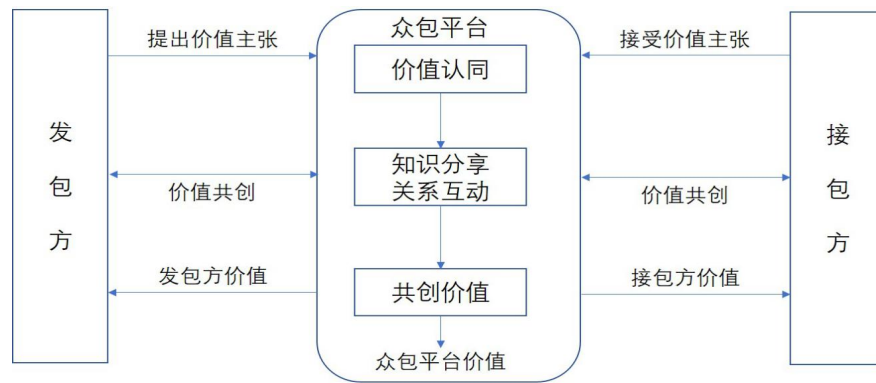 众包平台
提出价值主张
接受价值主张
价值认同
发包方
接包方
知识分享
关系互动
价值共创
价值共创
发包方价值
接包方价值
共创价值
众包平台价值